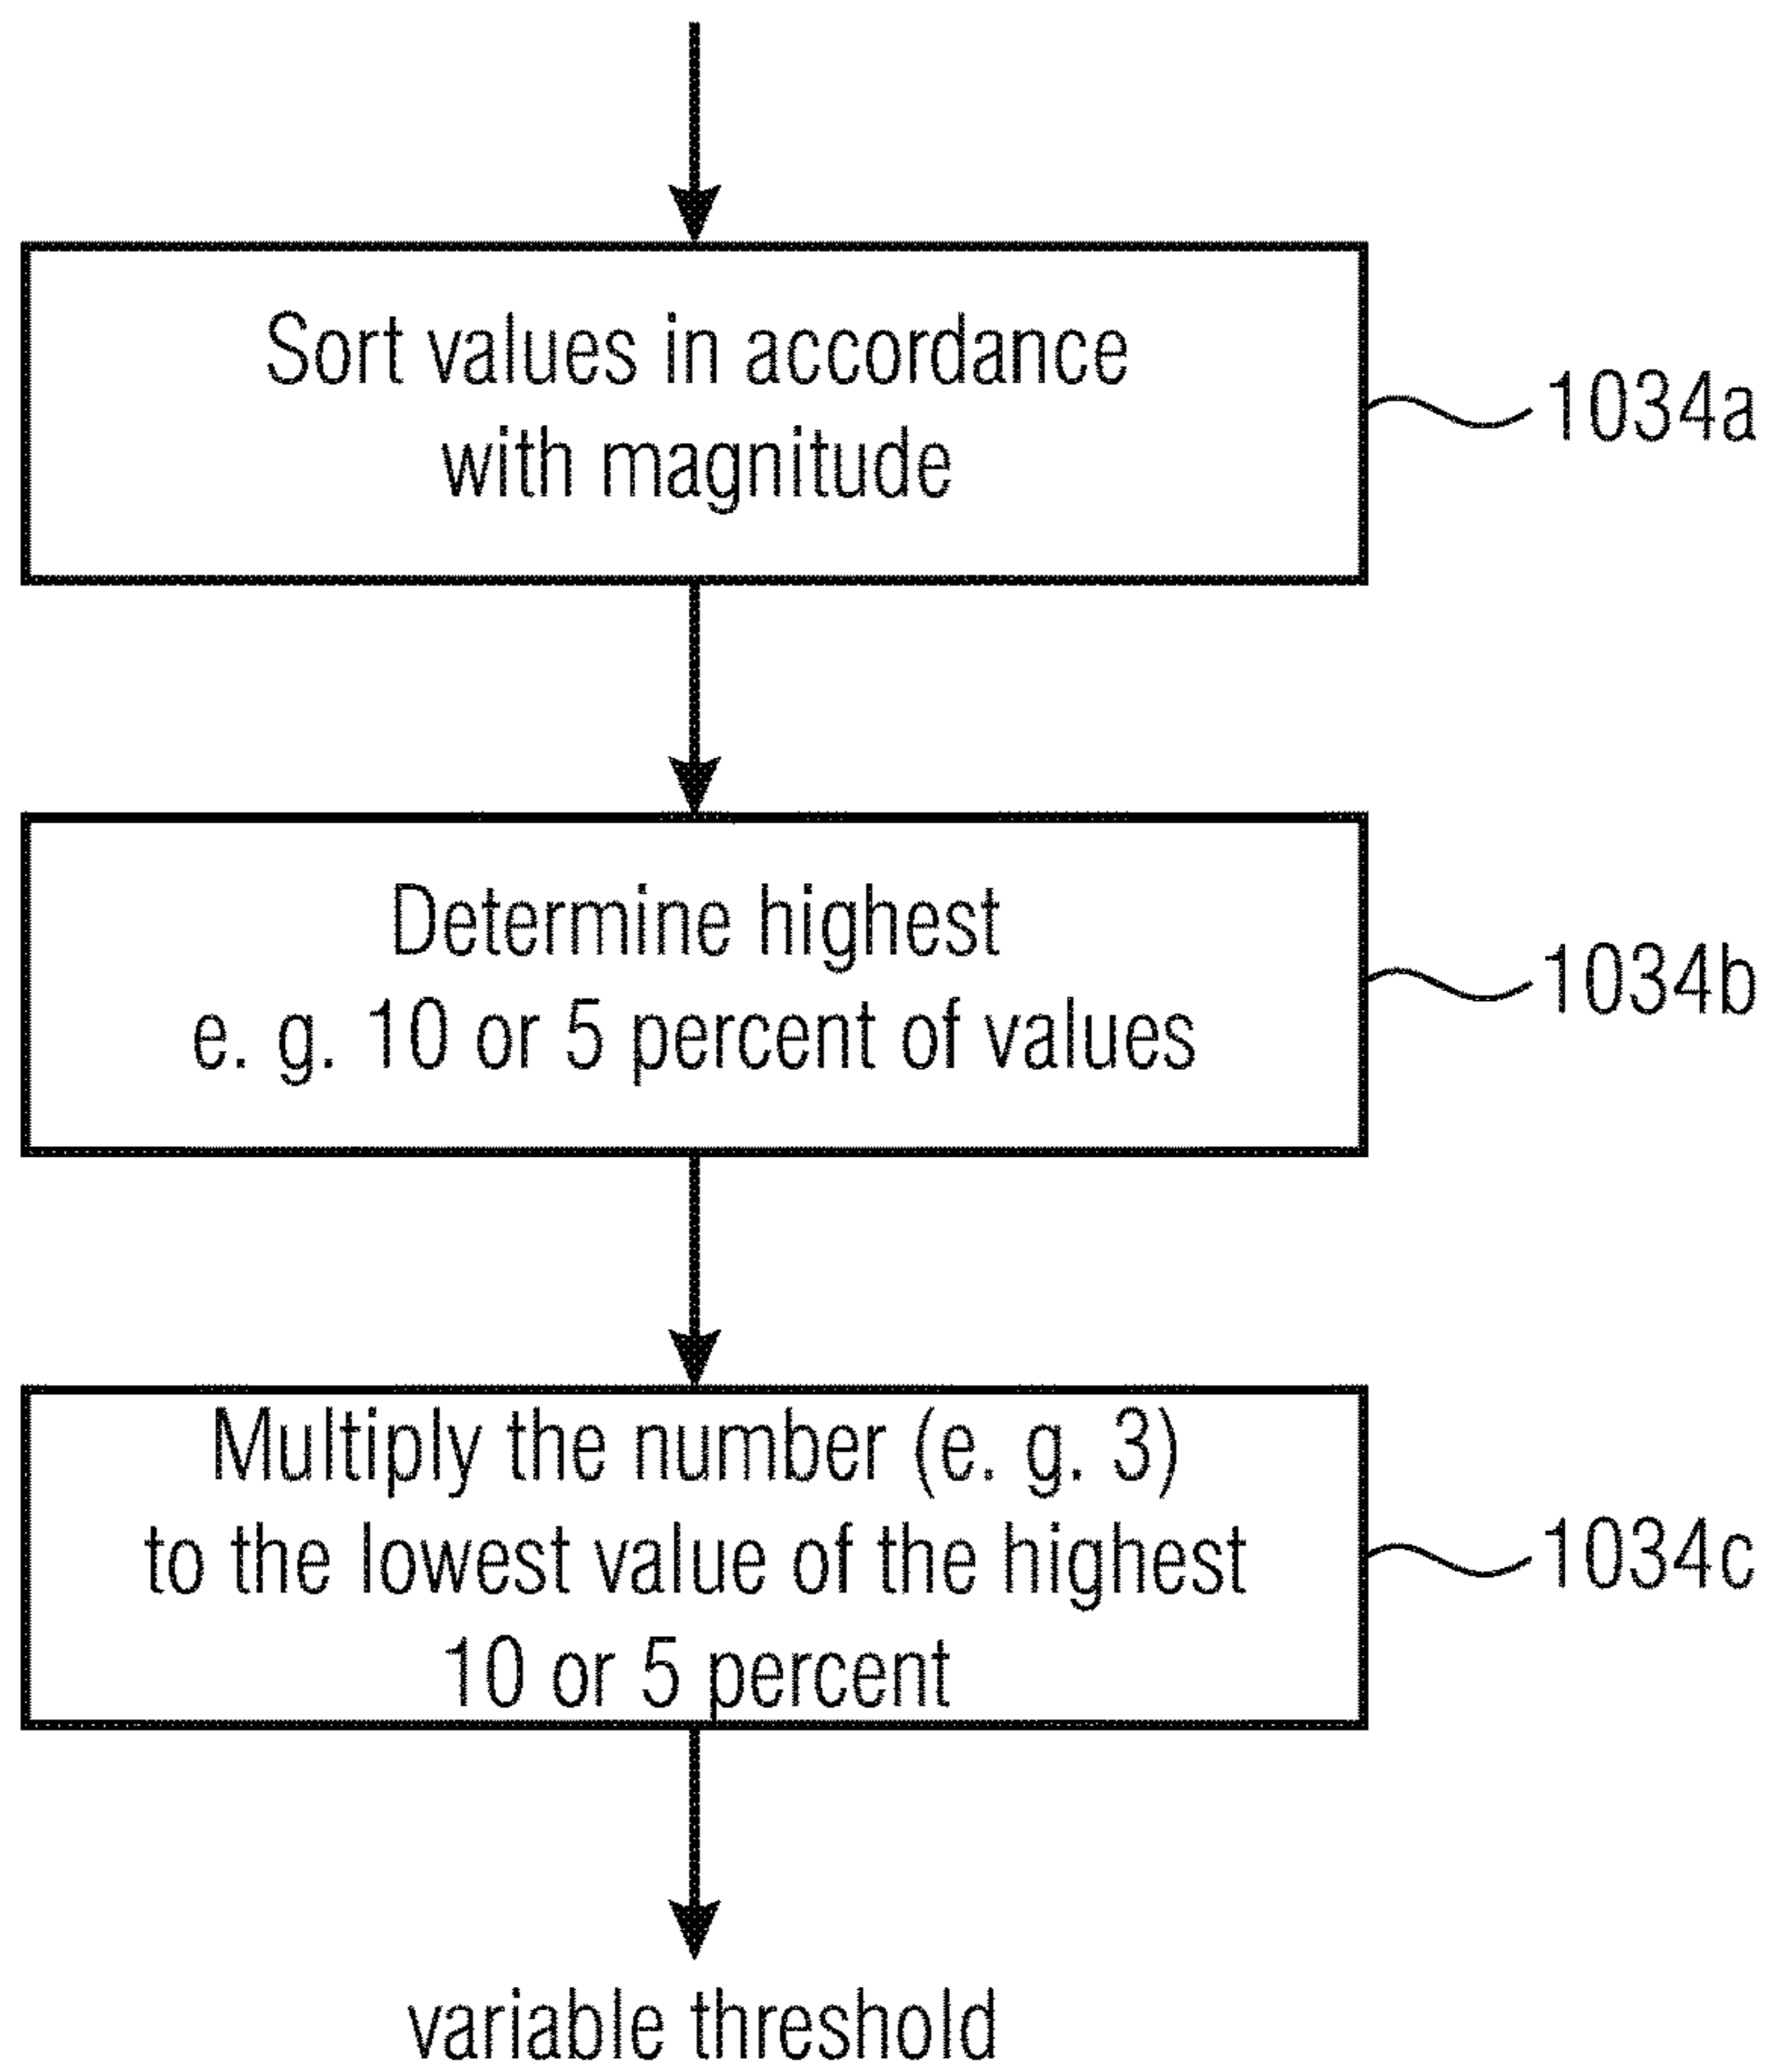 Sort values in accordance
with magnitude
1034a
Determine highest
e. g. 10 or 5 percent of values
1034b
Multiply the number (e. g. 3)
to the lowest value of the highest
10 or 5 percent
1034c
variable threshold